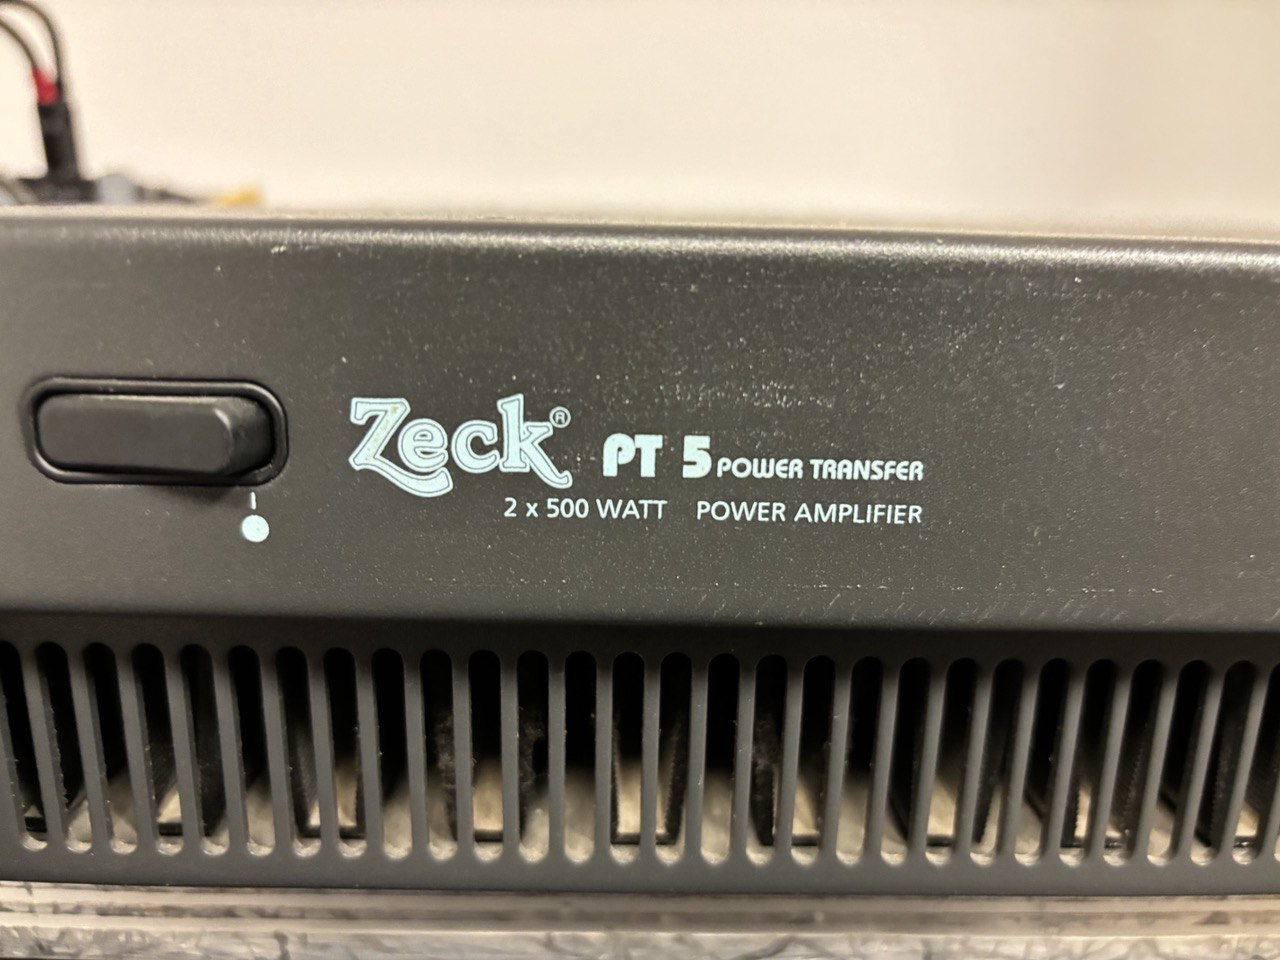 Zeck® PT 5 POWER TRANSFER
2 x 500 WATT POWER AMPLIFIER